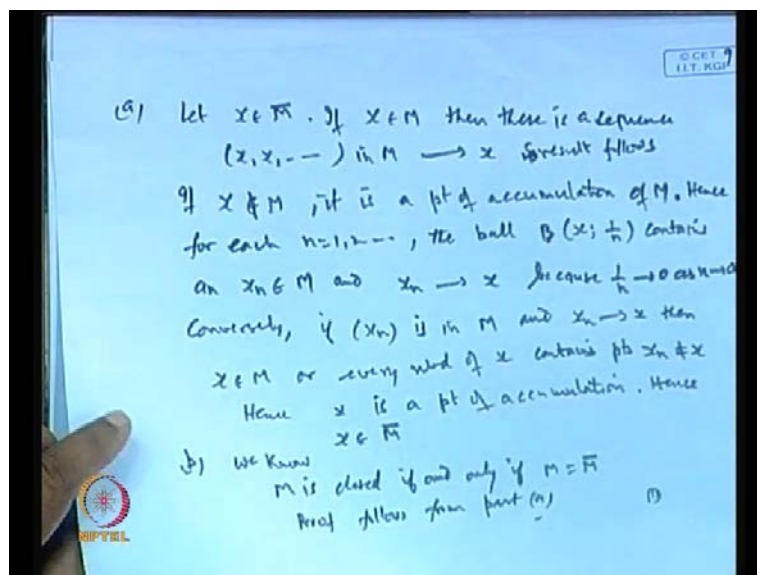 © CET
I.I.T. KGP
9
(a) Let x ∈ M̅ . If x ∈ M then there is a sequence
(x, x, ---) in M ⟶ x so result follows
If x ∉ M , it is a pt of accumulation of M. Hence
for each n=1,2---, the ball B (x; 1/n) contains
an xn ∈ M and xn ⟶ x because 1/n → 0 as n→∞
Conversely, if (xn) is in M and xn ⟶ x then
x ∈ M or every nbd of x contains pts xn ≠ x
Hence x is a pt of accumulation. Hence
x ∈ M̅
b) We know
M is closed if and only if M = M̅
Proof follows from part (a)
NPTEL